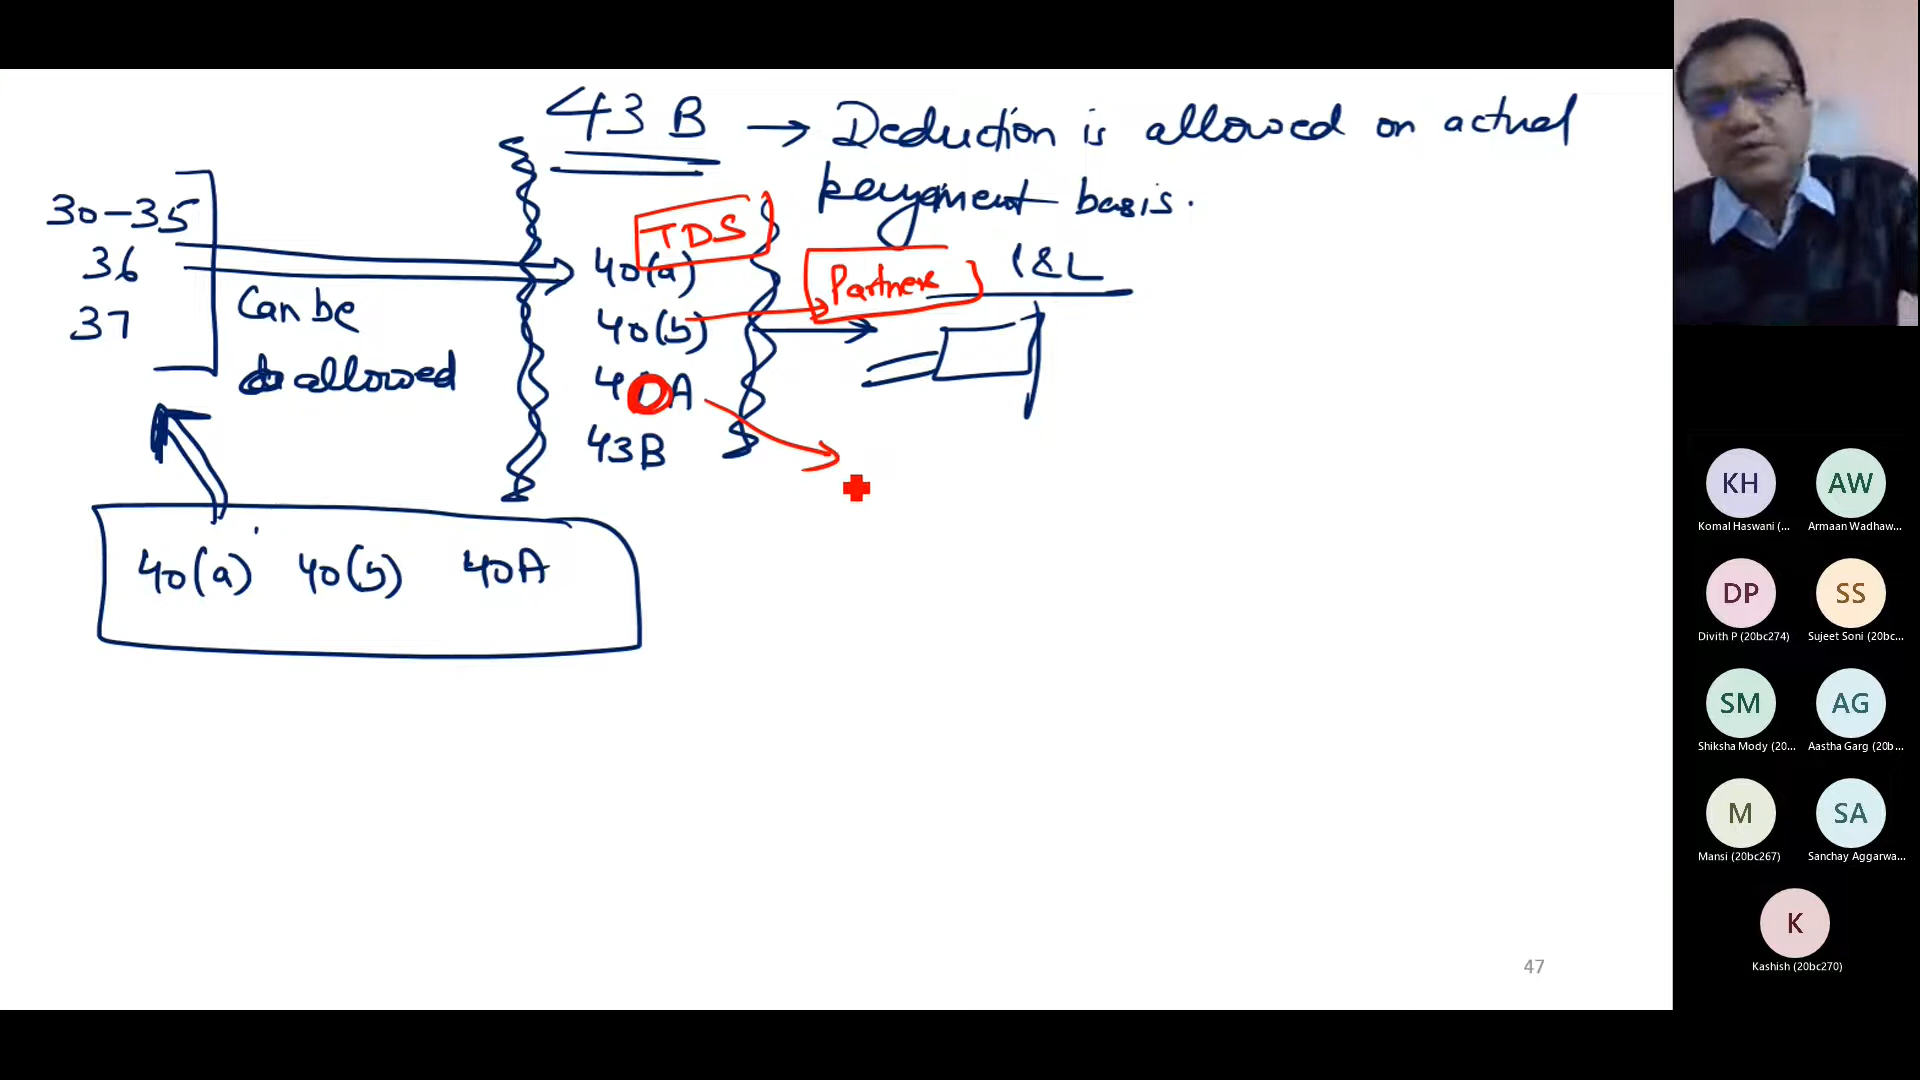 43 B → Deduction is allowed on actual
payment basis.
30-35
36
37
Can be
allowed
TDS
40(a)
40(b)
40A
43B
Partner
P&L
40(a) 40(b) 40A
47
KH
Komal Haswani (...
AW
Armaan Wadhaw...
DP
Divith P (20bc274)
SS
Sujeet Soni (20bc...
SM
Shiksha Mody (20...
AG
Aastha Garg (20b...
M
Mansi (20bc267)
SA
Sanchay Aggarwa...
K
Kashish (20bc270)